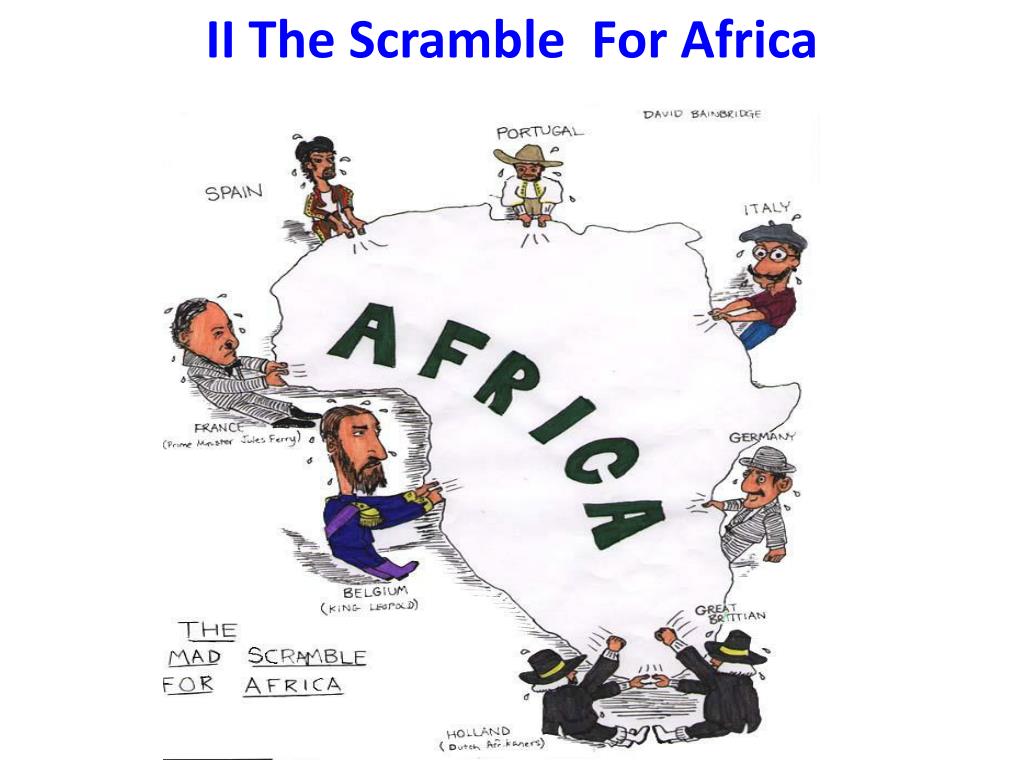 II The Scramble For Africa
DAVID BAINBRIDGE
PORTUGAL
SPAIN
ITALY
AFRICA
FRANCE
(Prime Minister Jules Ferry)
GERMANY
BELGIUM
(KING LEOPOLD)
GREAT
BRITTIAN
THE
MAD SCRAMBLE
FOR AFRICA
HOLLAND
(Dutch Afrikaners)